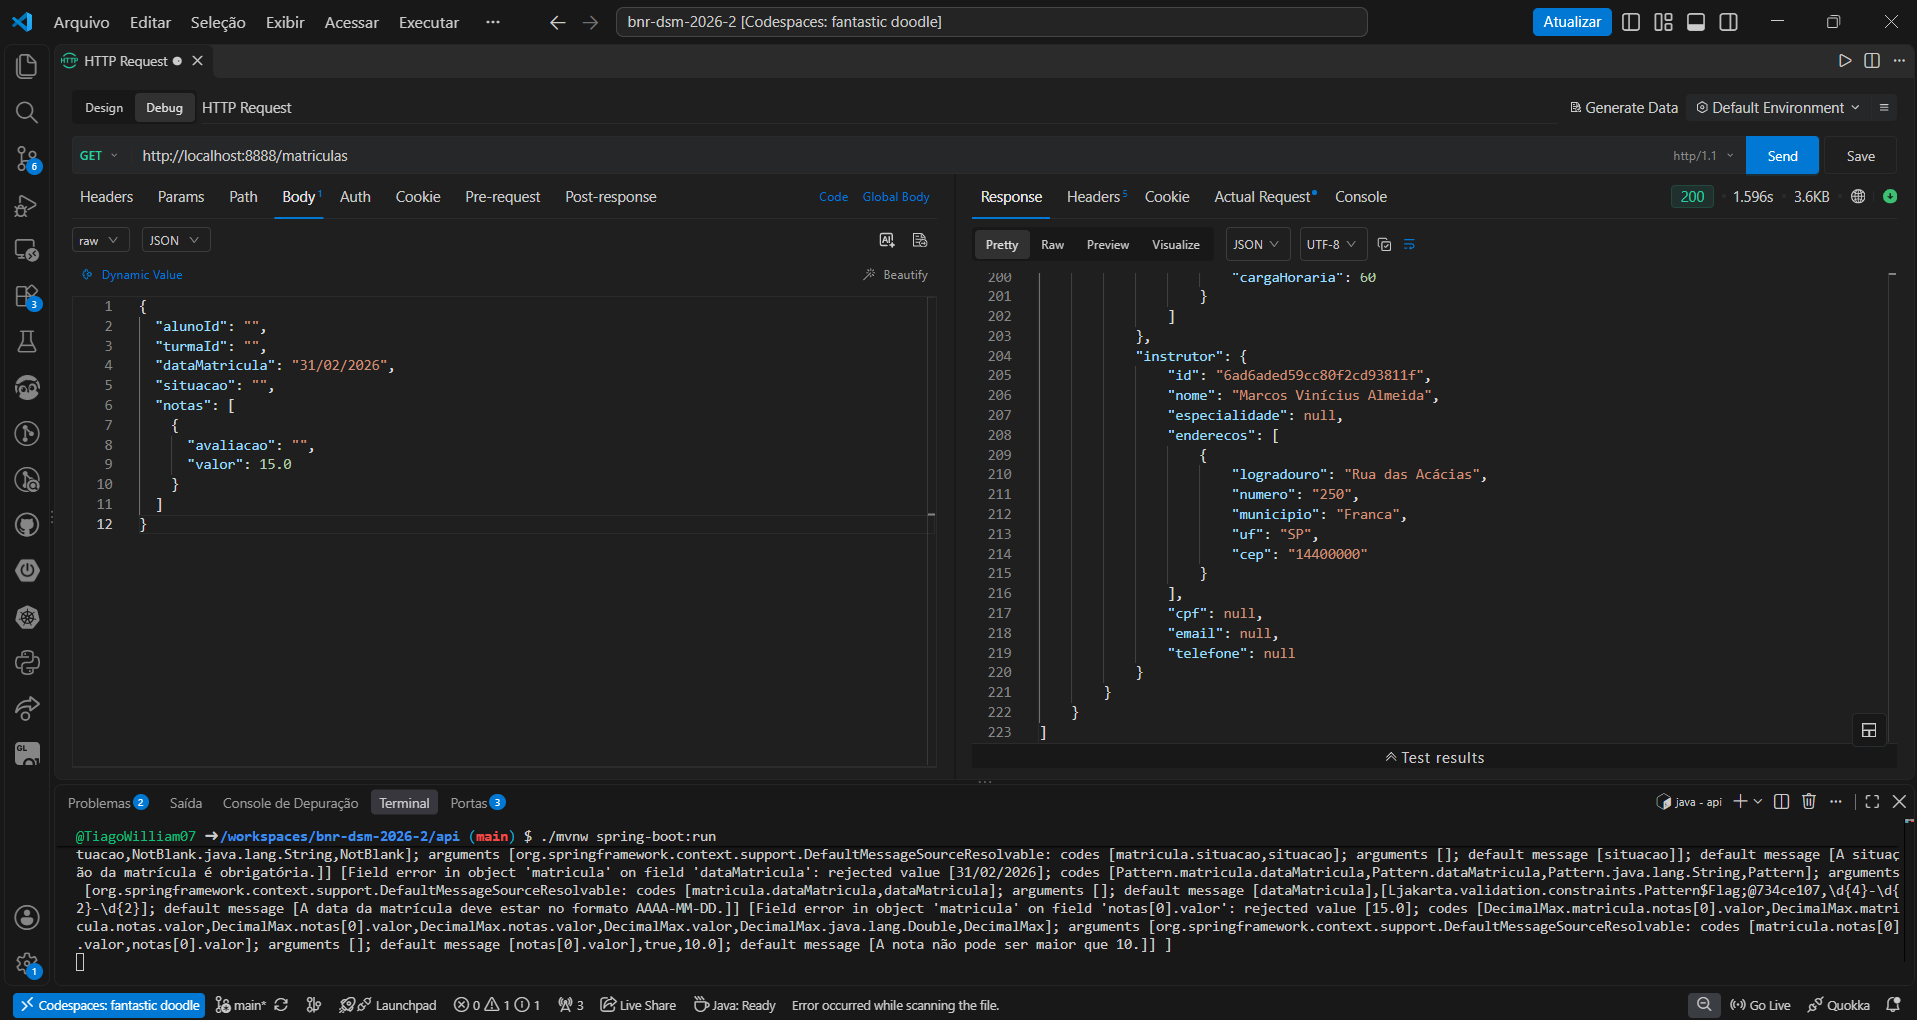 Arquivo Editar Seleção Exibir Acessar Executar ··· bnr-dsm-2026-2 [Codespaces: fantastic doodle] Atualizar
HTTP Request
Design Debug HTTP Request Generate Data Default Environment
GET http://localhost:8888/matriculas http/1.1 Send Save
Headers Params Path Body 1 Auth Cookie Pre-request Post-response Code Global Body
raw JSON
Dynamic Value Beautify
1 {
2 "alunoId": "",
3 "turmaId": "",
4 "dataMatricula": "31/02/2026",
5 "situacao": "",
6 "notas": [
7 {
8 "avaliacao": "",
9 "valor": 15.0
10 }
11 ]
12 }
Response Headers 5 Cookie Actual Request Console 200 1.596s 3.6KB
Pretty Raw Preview Visualize JSON UTF-8
200 "cargaHoraria": 60
201 }
202 ]
203 },
204 "instrutor": {
205 "id": "6ad6aded59cc80f2cd93811f",
206 "nome": "Marcos Vinícius Almeida",
207 "especialidade": null,
208 "enderecos": [
209 {
210 "logradouro": "Rua das Acácias",
211 "numero": "250",
212 "municipio": "Franca",
213 "uf": "SP",
214 "cep": "14400000"
215 }
216 ],
217 "cpf": null,
218 "email": null,
219 "telefone": null
220 }
221 }
222 }
223 ]
Test results
Problemas 2 Saída Console de Depuração Terminal Portas 3 java - api
@TiagoWilliam07 ➜ /workspaces/bnr-dsm-2026-2/api (main) $ ./mvnw spring-boot:run
tuacao,NotBlank.java.lang.String,NotBlank]; arguments [org.springframework.context.support.DefaultMessageSourceResolvable: codes [matricula.situacao,situacao]; arguments []; default message [situacao]]; default message [A situaç
ão da matrícula é obrigatória.]] [Field error in object 'matricula' on field 'dataMatricula': rejected value [31/02/2026]; codes [Pattern.matricula.dataMatricula,Pattern.dataMatricula,Pattern.java.lang.String,Pattern]; arguments
[org.springframework.context.support.DefaultMessageSourceResolvable: codes [matricula.dataMatricula,dataMatricula]; arguments []; default message [dataMatricula],[Ljakarta.validation.constraints.Pattern$Flag;@734ce107,\d{4}-\d{
2}-\d{2}]; default message [A data da matrícula deve estar no formato AAAA-MM-DD.]] [Field error in object 'matricula' on field 'notas[0].valor': rejected value [15.0]; codes [DecimalMax.matricula.notas[0].valor,DecimalMax.matri
cula.notas.valor,DecimalMax.notas[0].valor,DecimalMax.notas.valor,DecimalMax.valor,DecimalMax.java.lang.Double,DecimalMax]; arguments [org.springframework.context.support.DefaultMessageSourceResolvable: codes [matricula.notas[0]
.valor,notas[0].valor]; arguments []; default message [notas[0].valor],true,10.0]; default message [A nota não pode ser maior que 10.]] ]
Codespaces: fantastic doodle main* Launchpad 0 1 1 3 Live Share Java: Ready Error occurred while scanning the file. Go Live Quokka